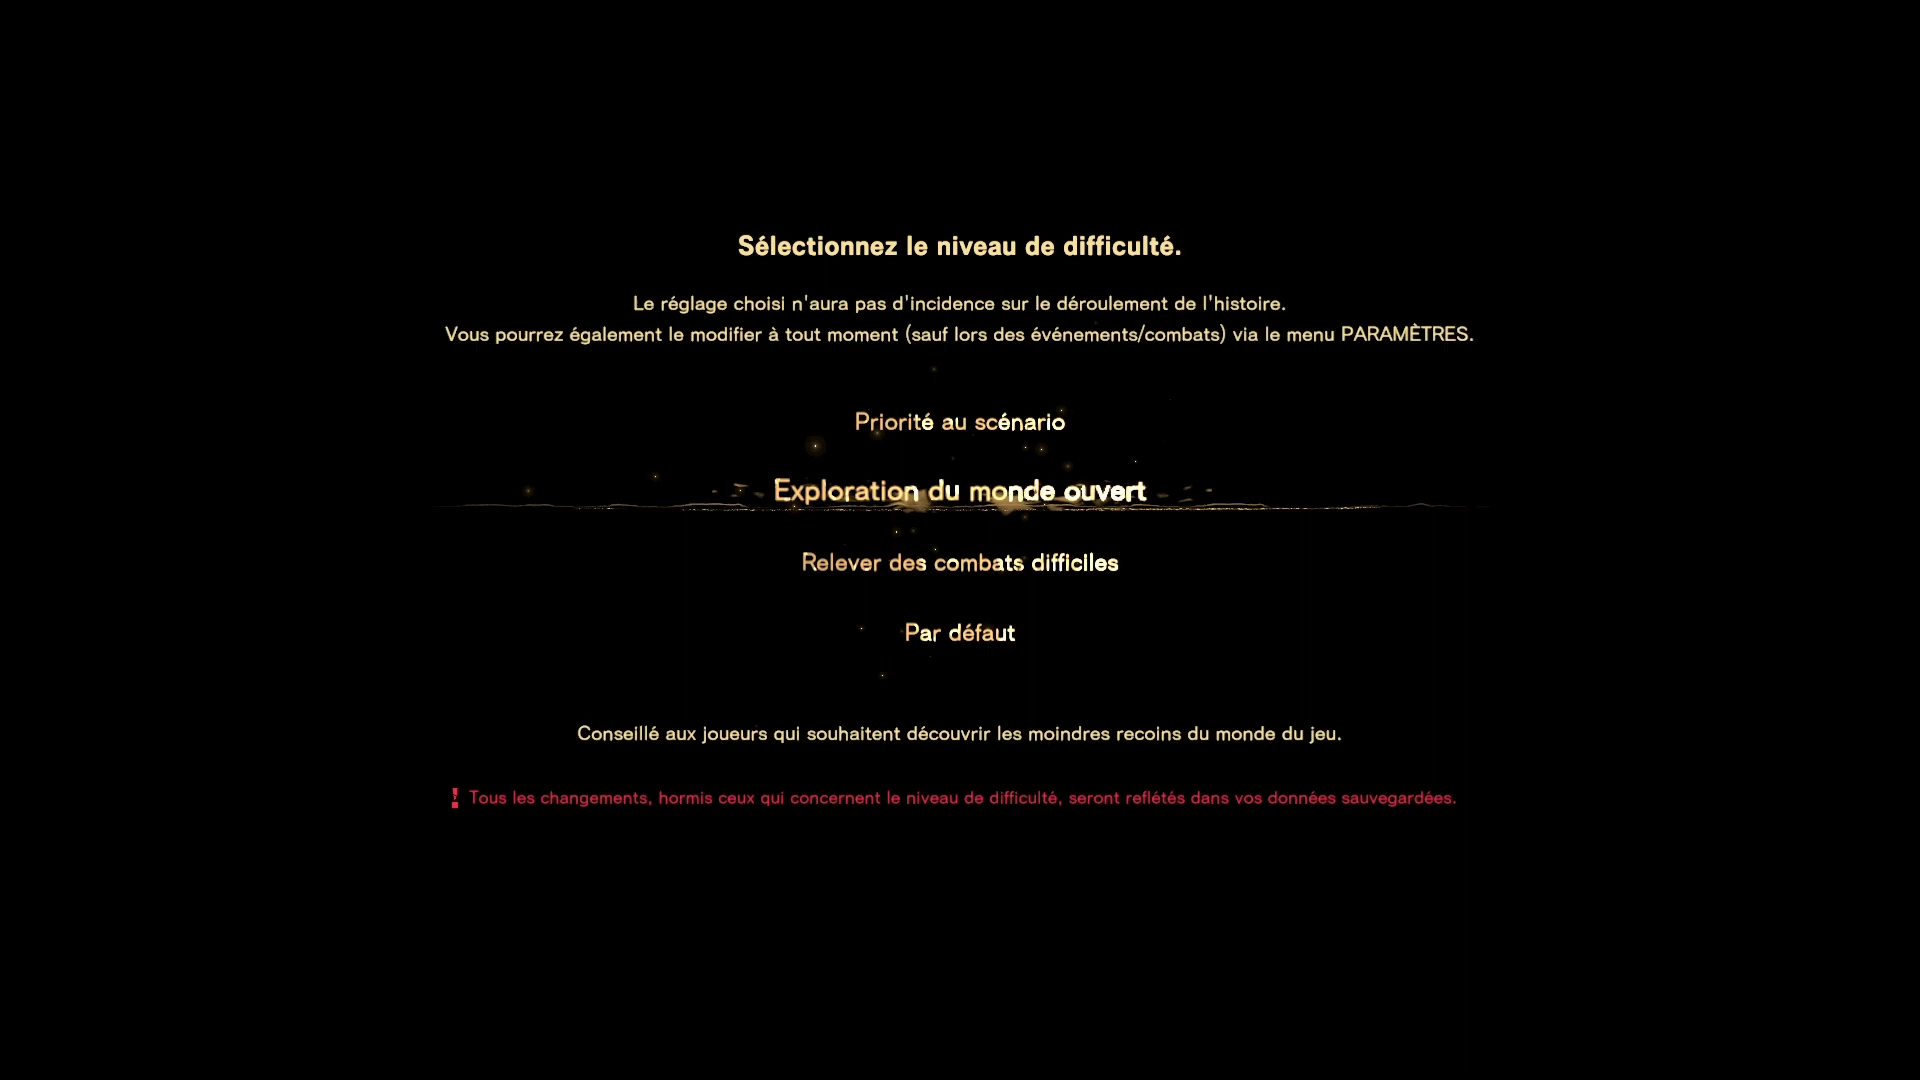 Sélectionnez le niveau de difficulté.
Le réglage choisi n'aura pas d'incidence sur le déroulement de l'histoire.
Vous pourrez également le modifier à tout moment (sauf lors des événements/combats) via le menu PARAMÈTRES.
Priorité au scénario
Exploration du monde ouvert
Relever des combats difficiles
Par défaut
Conseillé aux joueurs qui souhaitent découvrir les moindres recoins du monde du jeu.
! Tous les changements, hormis ceux qui concernent le niveau de difficulté, seront reflétés dans vos données sauvegardées.